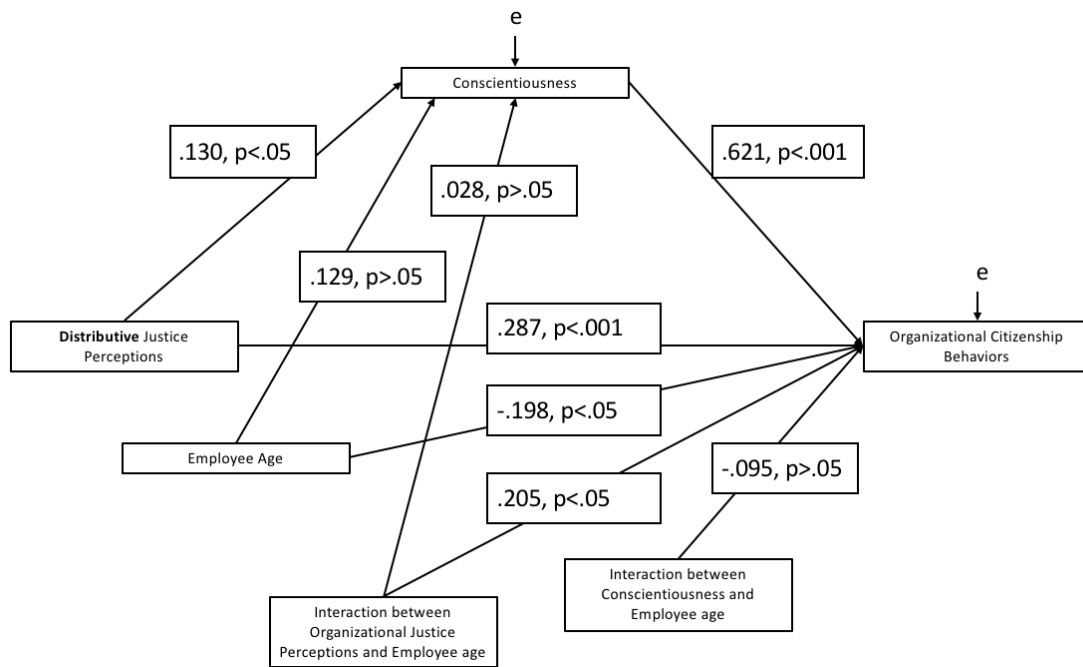 e
Conscientiousness
.130, p<.05
.621, p<.001
.028, p>.05
.129, p>.05
e
Distributive Justice
Perceptions
.287, p<.001
Organizational Citizenship
Behaviors
-.198, p<.05
Employee Age
-.095, p>.05
.205, p<.05
Interaction between
Conscientiousness and
Employee age
Interaction between
Organizational Justice
Perceptions and Employee age